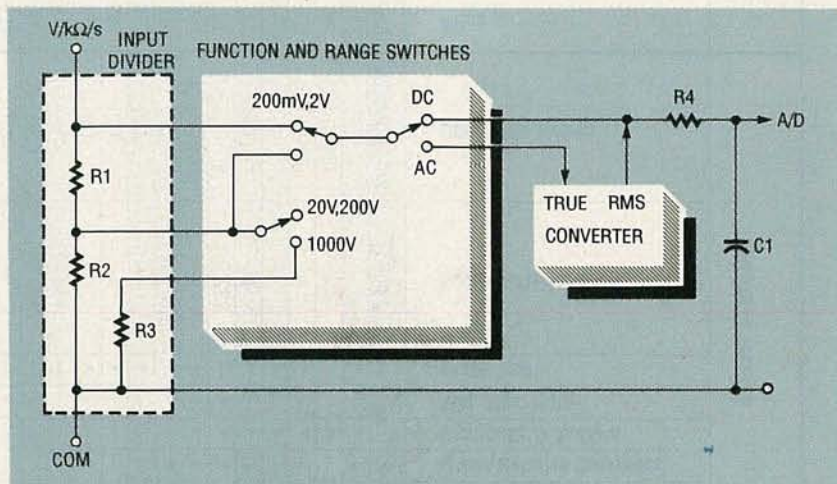 V/kΩ/s
INPUT
DIVIDER
FUNCTION AND RANGE SWITCHES
200mV,2V
DC
R4
A/D
AC
R1
20V,200V
TRUE RMS
CONVERTER
1000V
C1
R2
R3
COM